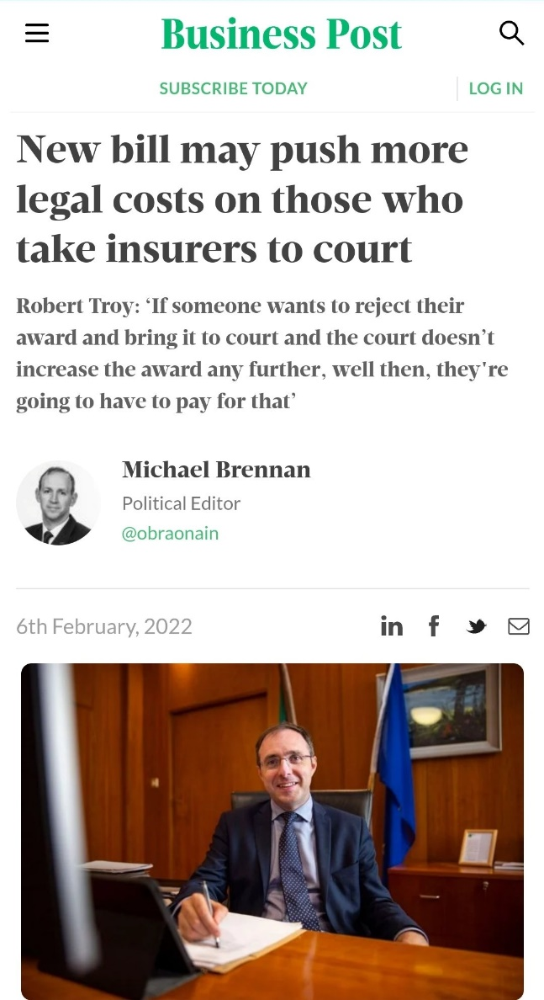 Business Post
SUBSCRIBE TODAY
LOG IN
New bill may push more
legal costs on those who
take insurers to court
Robert Troy: ‘If someone wants to reject their
award and bring it to court and the court doesn’t
increase the award any further, well then, they're
going to have to pay for that’
Michael Brennan
Political Editor
@obraonain
6th February, 2022